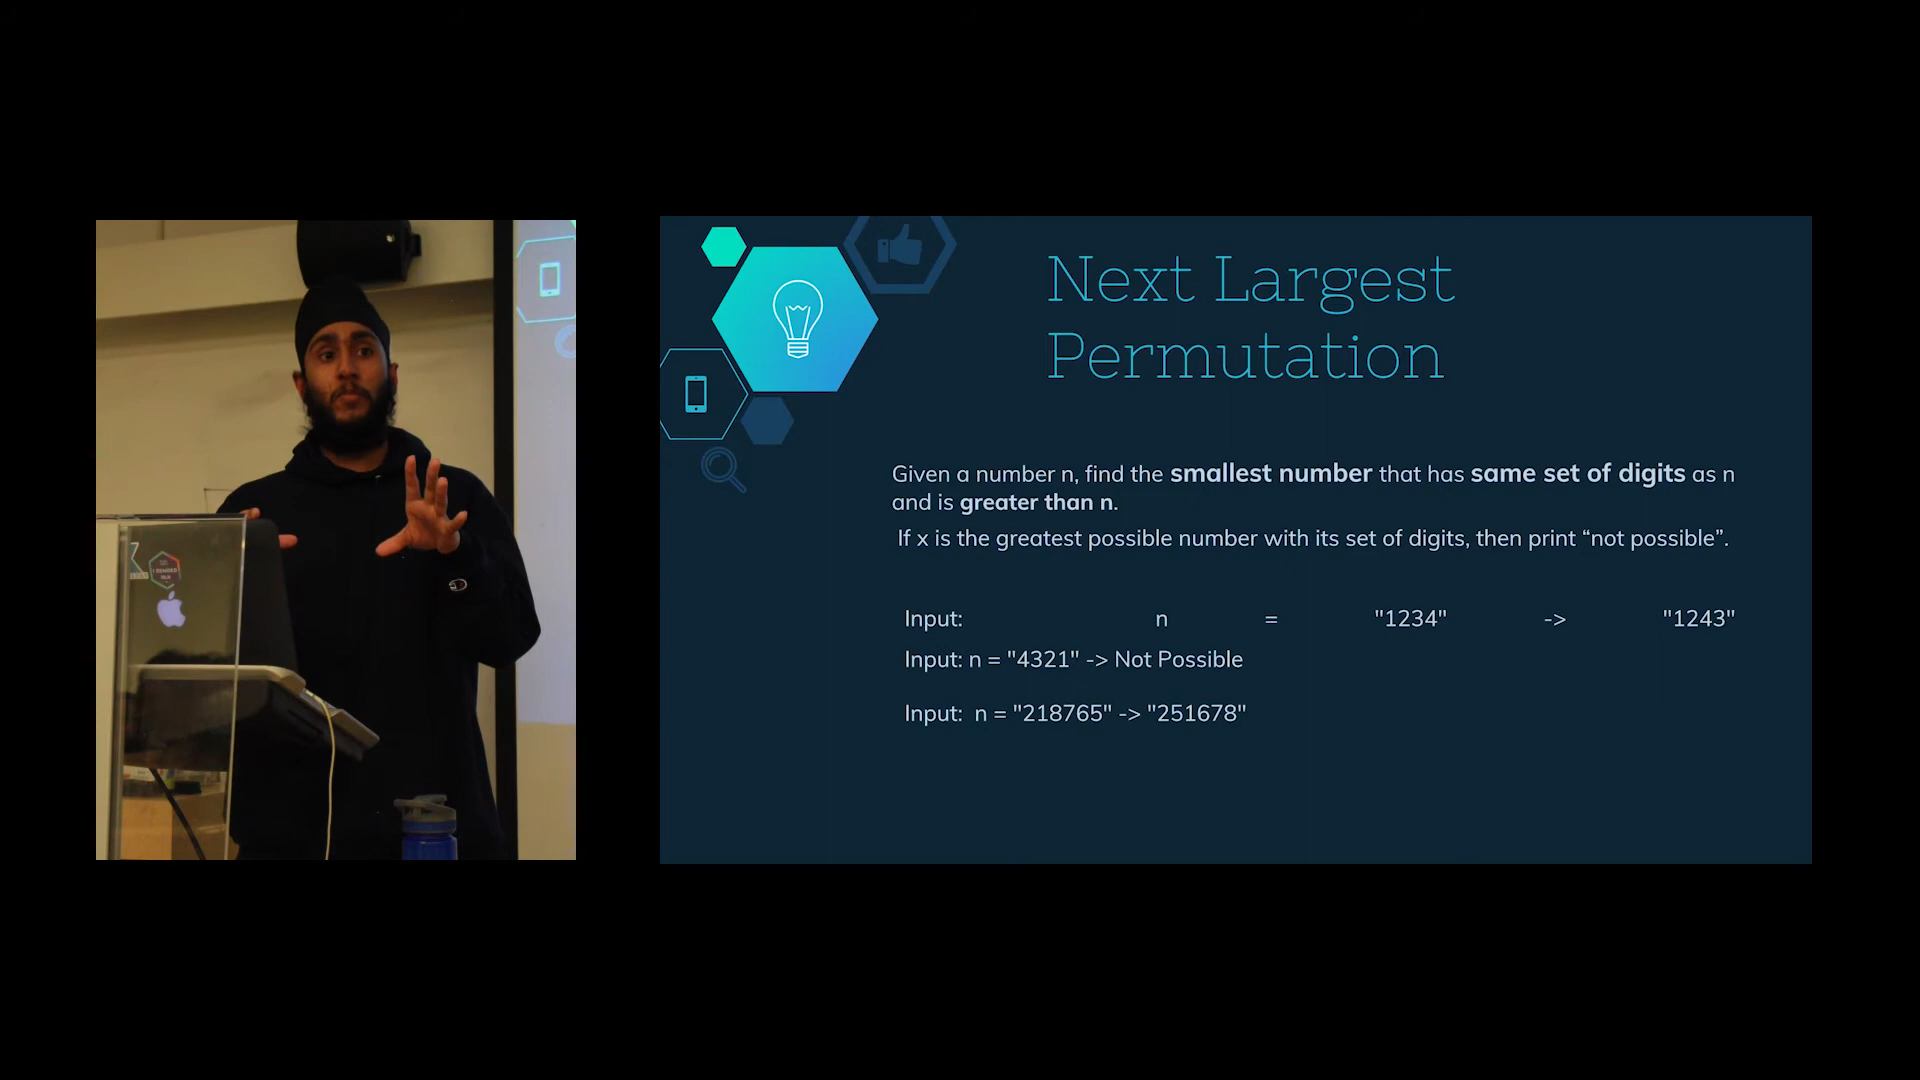 Next Largest
Permutation
Given a number n, find the smallest number that has same set of digits as n
and is greater than n.
If x is the greatest possible number with its set of digits, then print “not possible”.
Input: n = "1234" -> "1243"
Input: n = "4321" -> Not Possible
Input: n = "218765" -> "251678"